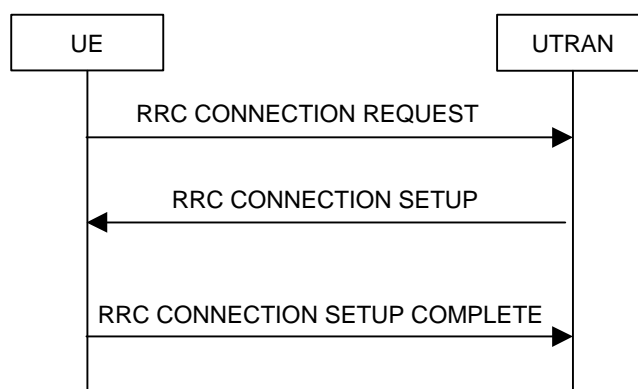 UE
UTRAN
RRC CONNECTION REQUEST
RRC CONNECTION SETUP
RRC CONNECTION SETUP COMPLETE